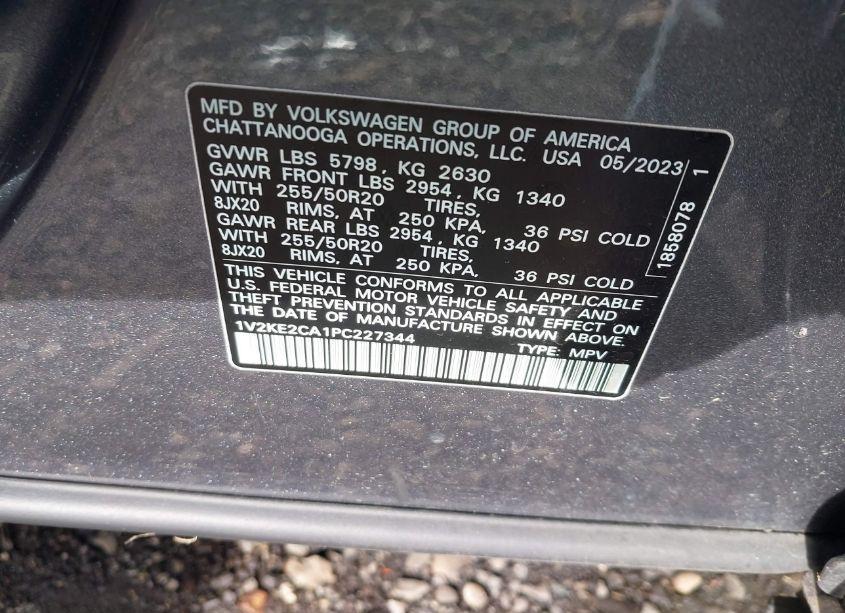 MFD BY VOLKSWAGEN GROUP OF AMERICA
CHATTANOOGA OPERATIONS, LLC. USA 05/2023
GVWR LBS 5798, KG 2630
GAWR FRONT LBS 2954, KG 1340
WITH 255/50R20 TIRES,
8JX20 RIMS, AT 250 KPA, 36 PSI COLD
GAWR REAR LBS 2954, KG 1340
WITH 255/50R20 TIRES,
8JX20 RIMS, AT 250 KPA, 36 PSI COLD
THIS VEHICLE CONFORMS TO ALL APPLICABLE
U.S. FEDERAL MOTOR VEHICLE SAFETY AND
THEFT PREVENTION STANDARDS IN EFFECT ON
THE DATE OF MANUFACTURE SHOWN ABOVE.
1V2KE2CA1PC227344 TYPE: MPV
1858078 1